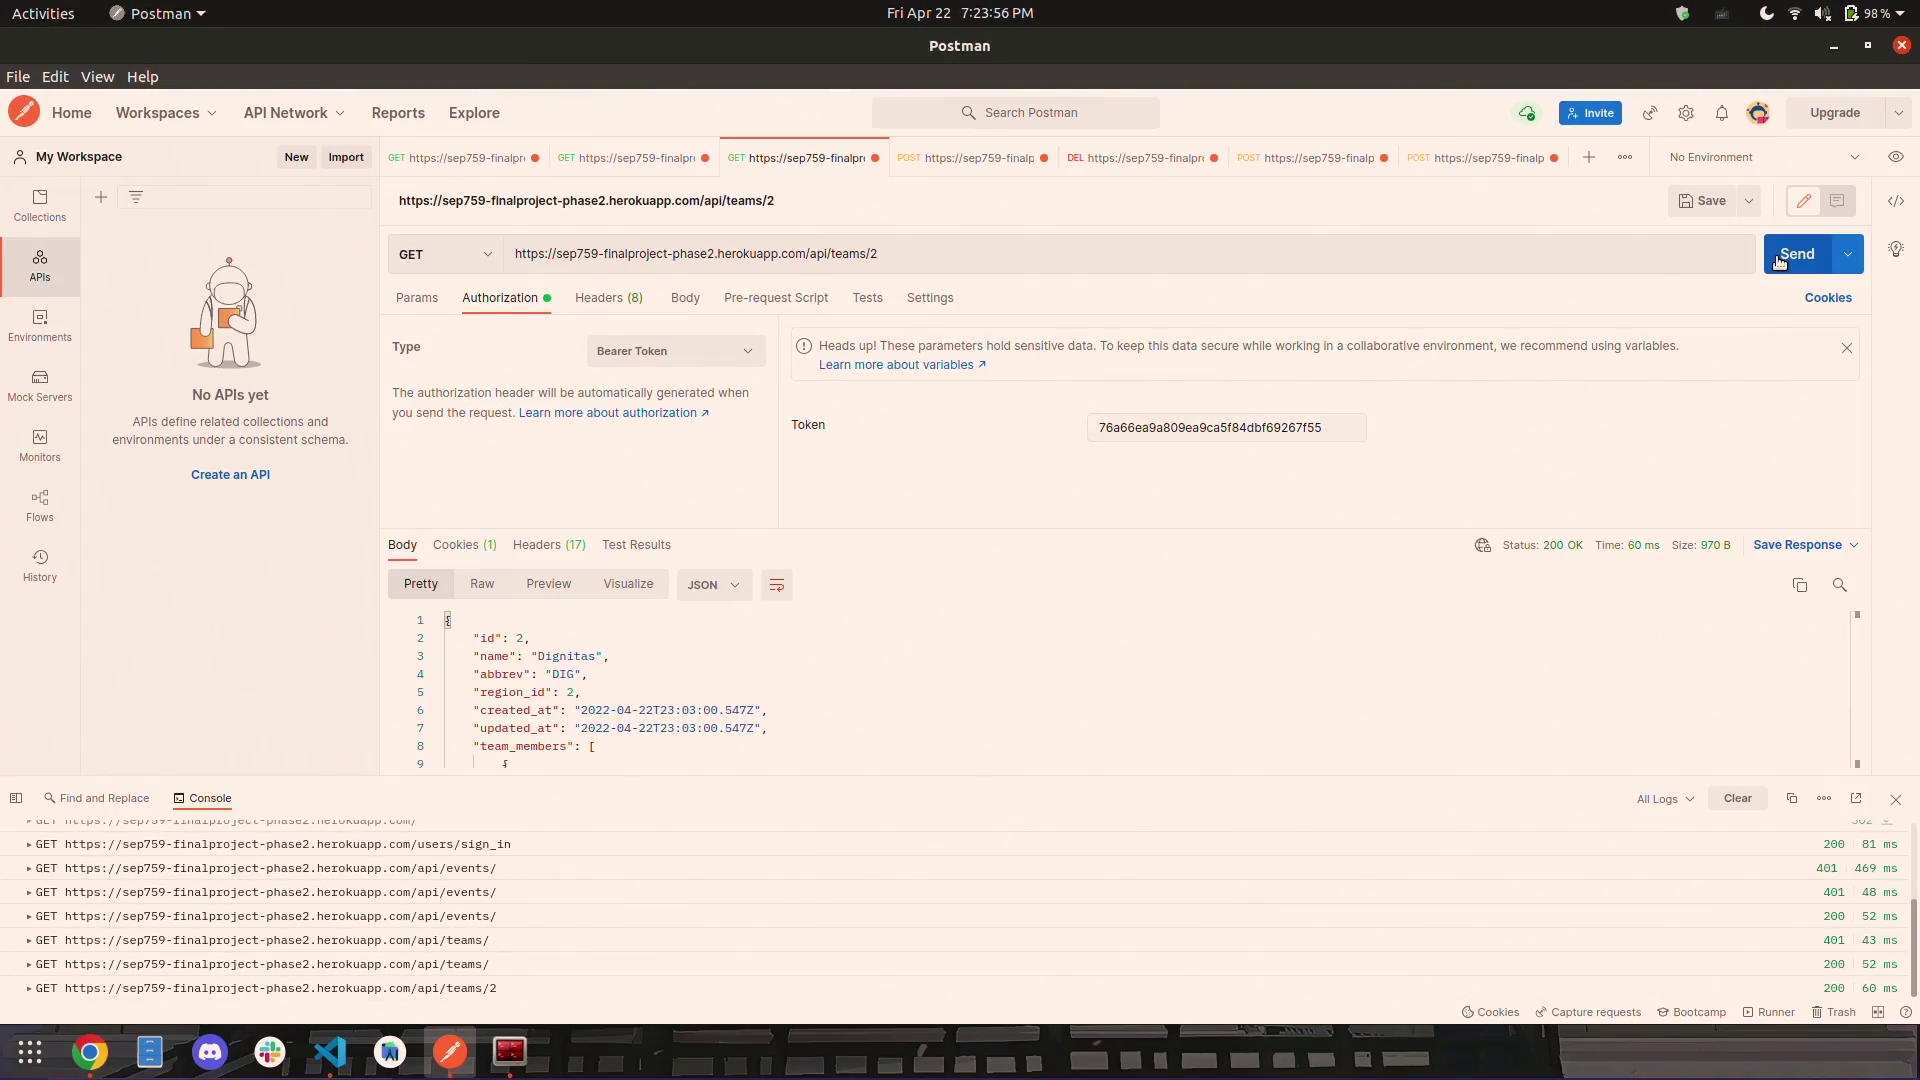 Activities
Postman
Fri Apr 22 7:23:56 PM
98 %
Postman
File Edit View Help
Home Workspaces API Network Reports Explore
Search Postman
Invite
Upgrade
My Workspace
New Import
GET https://sep759-finalpro
GET https://sep759-finalpro
GET https://sep759-finalpro
POST https://sep759-finalp
DEL https://sep759-finalpro
POST https://sep759-finalp
POST https://sep759-finalp
No Environment
Collections
APIs
Environments
Mock Servers
Monitors
Flows
History
No APIs yet
APIs define related collections and
environments under a consistent schema.
Create an API
https://sep759-finalproject-phase2.herokuapp.com/api/teams/2
Save
GET https://sep759-finalproject-phase2.herokuapp.com/api/teams/2
Send
Params Authorization Headers (8) Body Pre-request Script Tests Settings
Cookies
Type
Bearer Token
The authorization header will be automatically generated when
you send the request. Learn more about authorization ↗
Heads up! These parameters hold sensitive data. To keep this data secure while working in a collaborative environment, we recommend using variables.
Learn more about variables ↗
Token
76a66ea9a809ea9ca5f84dbf69267f55
Body Cookies (1) Headers (17) Test Results
Status: 200 OK Time: 60 ms Size: 970 B
Save Response
Pretty Raw Preview Visualize JSON
1 {
2 "id": 2,
3 "name": "Dignitas",
4 "abbrev": "DIG",
5 "region_id": 2,
6 "created_at": "2022-04-22T23:03:00.547Z",
7 "updated_at": "2022-04-22T23:03:00.547Z",
8 "team_members": [
9 {
Find and Replace Console
All Logs Clear
GET https://sep759-finalproject-phase2.herokuapp.com/ 302
GET https://sep759-finalproject-phase2.herokuapp.com/users/sign_in 200 81 ms
GET https://sep759-finalproject-phase2.herokuapp.com/api/events/ 401 469 ms
GET https://sep759-finalproject-phase2.herokuapp.com/api/events/ 401 48 ms
GET https://sep759-finalproject-phase2.herokuapp.com/api/events/ 200 52 ms
GET https://sep759-finalproject-phase2.herokuapp.com/api/teams/ 401 43 ms
GET https://sep759-finalproject-phase2.herokuapp.com/api/teams/ 200 52 ms
GET https://sep759-finalproject-phase2.herokuapp.com/api/teams/2 200 60 ms
Cookies Capture requests Bootcamp Runner Trash